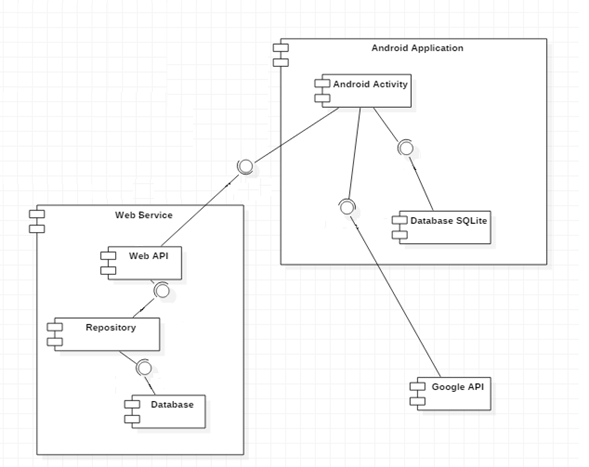 Android Application
Android Activity
Database SQLite
Web Service
Web API
Repository
Database
Google API